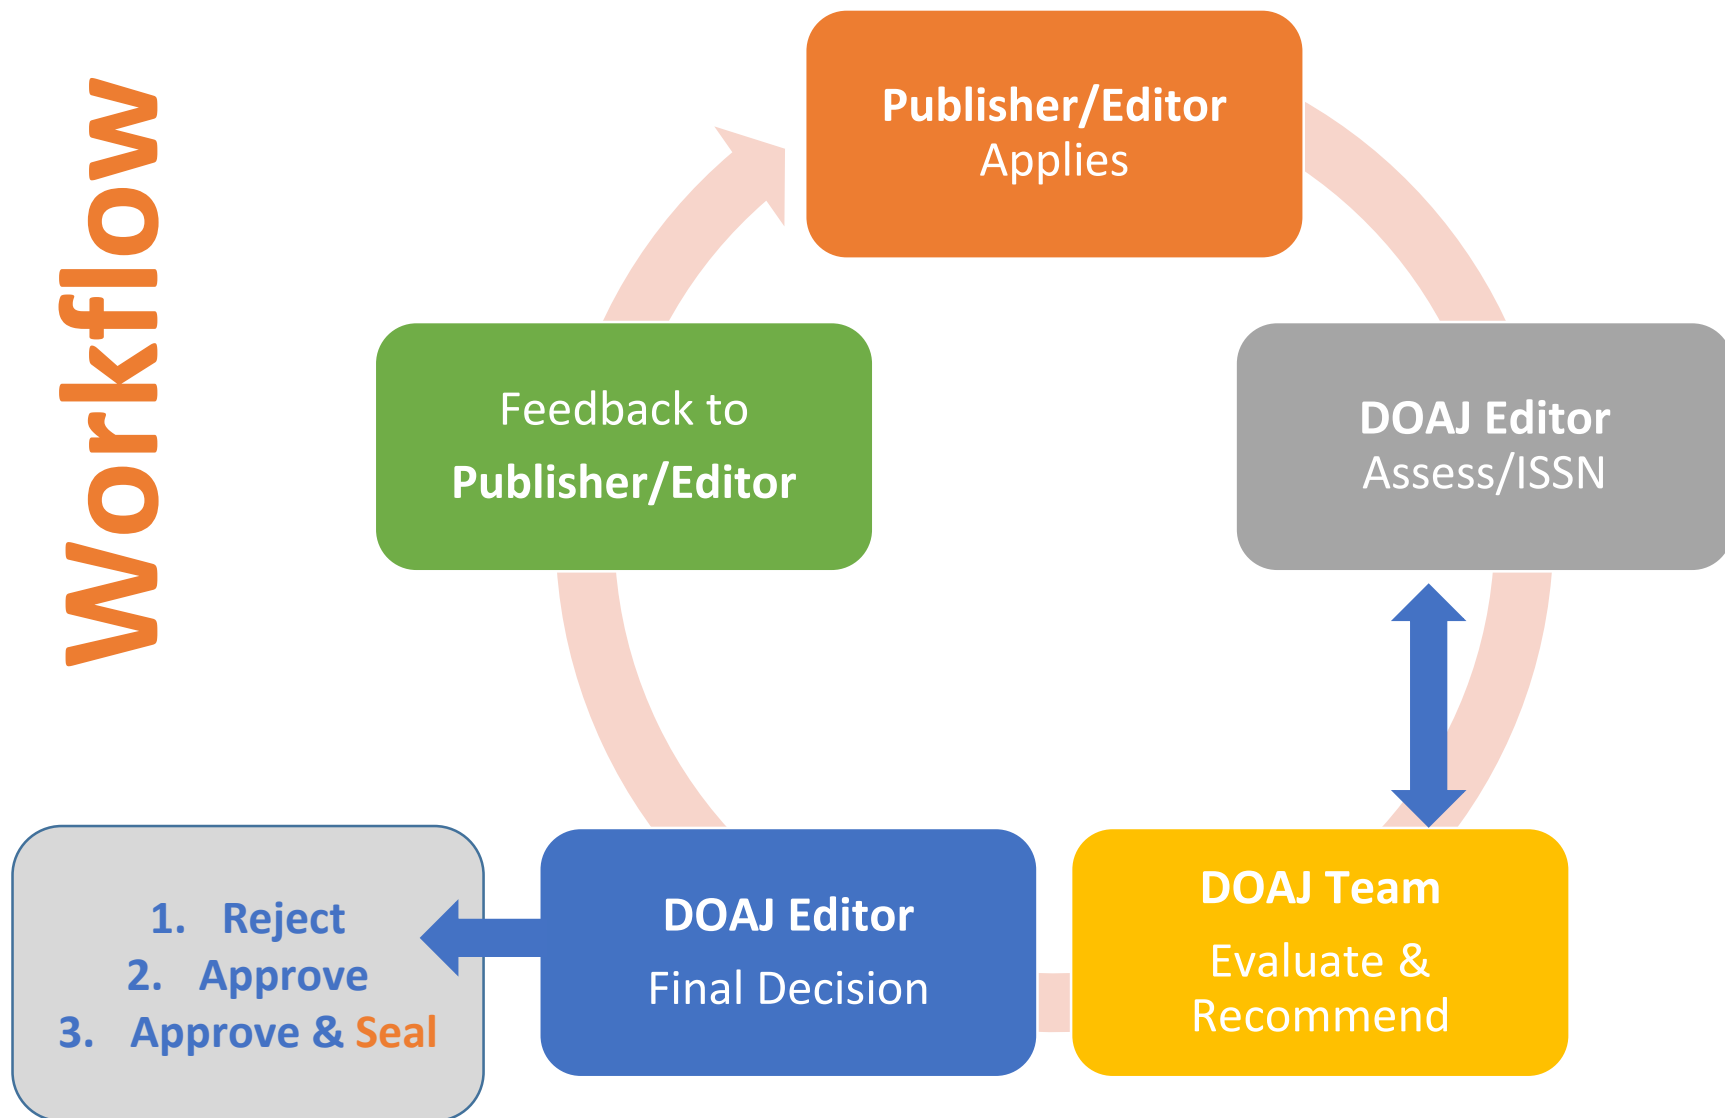 Workflow
Publisher/Editor
Applies
DOAJ Editor
Assess/ISSN
DOAJ Team
Evaluate &
Recommend
DOAJ Editor
Final Decision
1. Reject
2. Approve
3. Approve & Seal
Feedback to
Publisher/Editor